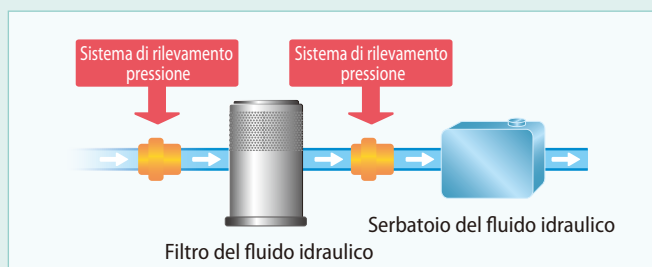 Sistema di rilevamento
pressione
Sistema di rilevamento
pressione
Serbatoio del fluido idraulico
Filtro del fluido idraulico